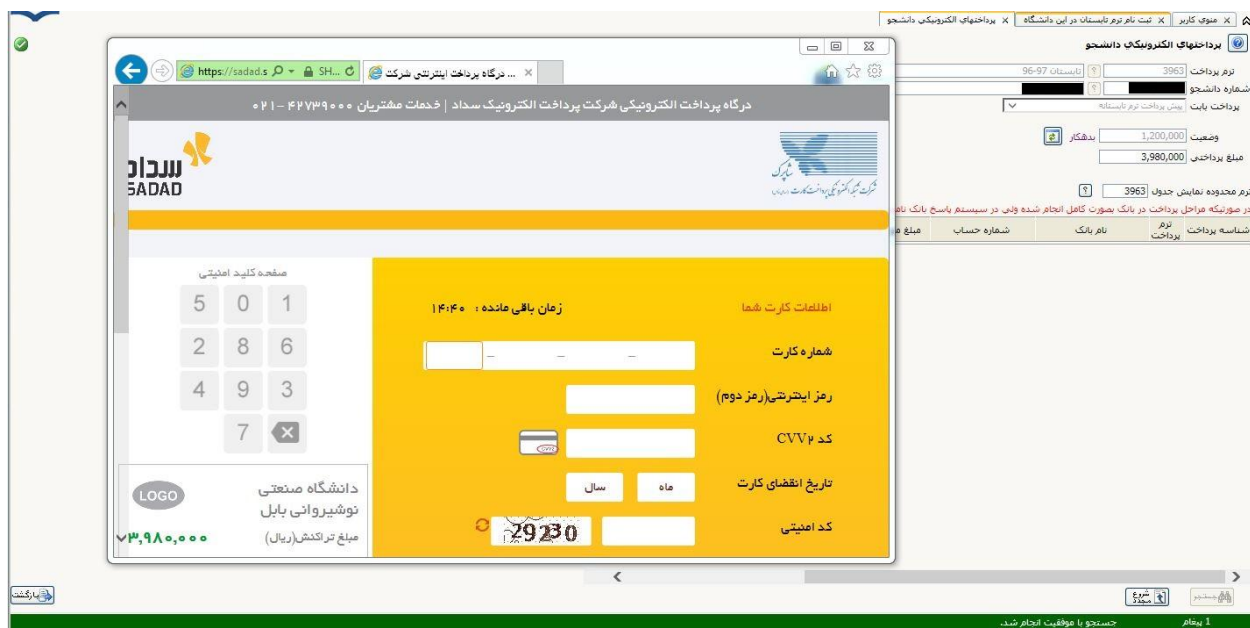 منوی کاربر × ثبت نام ترم تابستان در این دانشگاه × پرداختهای الکترونیکی دانشجو ×
پرداختهای الکترونیکی دانشجو
ترم پرداخت 3963 ؟ تابستان 97-96
شماره دانشجو ؟
پرداخت بابت پیش پرداخت ترم تابستانه
وضعیت 1,200,000 بدهکار
مبلغ پرداختی 3,980,000
ترم محدوده نمایش جدول 3963 ؟
در صورتیکه مراحل پرداخت در بانک بصورت کامل انجام شده ولی در سیستم پاسخ بانک
شناسه پرداخت ترم پرداخت نام بانک شماره حساب مبلغ
https://sadad.s SH...
درگاه پرداخت اینترنتی شرکت ... ×
درگاه پرداخت الکترونیکی شرکت پرداخت الکترونیک سداد | خدمات مشتریان ۴۲۷۳۹۰۰۰ - ۰۲۱
شاپرک
سداد
SADAD
اطلاعات کارت شما
زمان باقی مانده : ۱۴:۴۰
شماره کارت
رمز اینترنتی(رمز دوم)
کد CVV۲
CVV2
تاریخ انقضای کارت ماه سال
کد امنیتی 29230
صفحه کلید امنیتی
5 0 1
2 8 6
4 9 3
7
LOGO
دانشگاه صنعتی
نوشیروانی بابل
مبلغ تراکنش(ریال) ۳,۹۸۰,۰۰۰
جستجو
شروع مجدد
بازگشت
1 پیغام جستجو با موفقیت انجام شد.